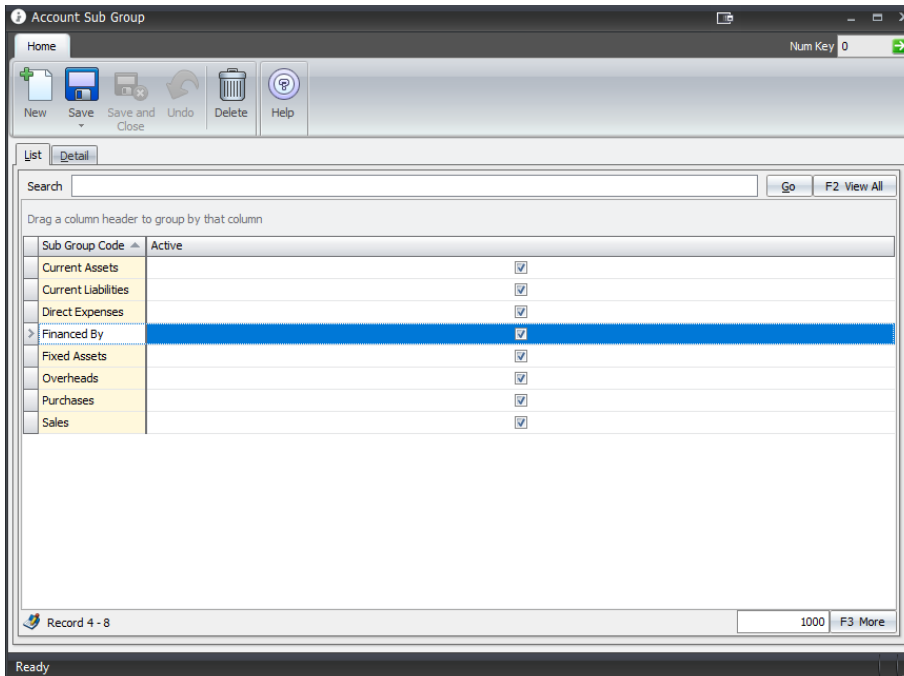 Account Sub Group
Home
Num Key 0
New Save Save and Close Undo Delete Help
List Detail
Search Go F2 View All
Drag a column header to group by that column
Sub Group Code Active
Current Assets
Current Liabilities
Direct Expenses
Financed By
Fixed Assets
Overheads
Purchases
Sales
Record 4 - 8 1000 F3 More
Ready